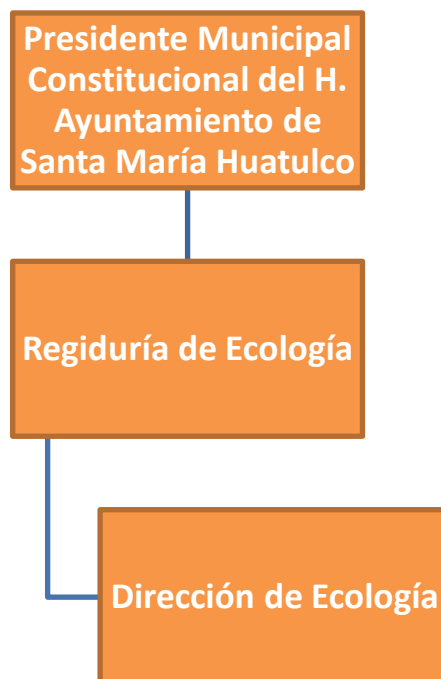 Presidente Municipal
Constitucional del H.
Ayuntamiento de
Santa María Huatulco
Regiduría de Ecología
Dirección de Ecología